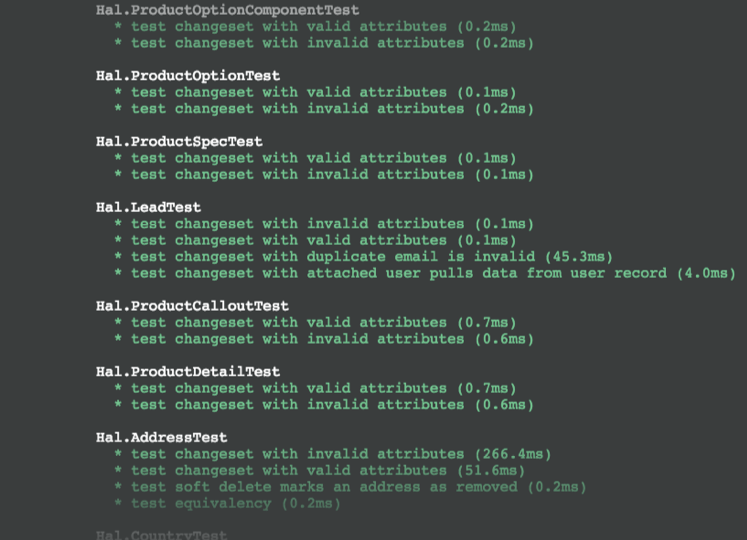 Hal.ProductOptionComponentTest
* test changeset with valid attributes (0.2ms)
* test changeset with invalid attributes (0.2ms)
Hal.ProductOptionTest
* test changeset with valid attributes (0.1ms)
* test changeset with invalid attributes (0.2ms)
Hal.ProductSpecTest
* test changeset with valid attributes (0.1ms)
* test changeset with invalid attributes (0.1ms)
Hal.LeadTest
* test changeset with invalid attributes (0.1ms)
* test changeset with valid attributes (0.1ms)
* test changeset with duplicate email is invalid (45.3ms)
* test changeset with attached user pulls data from user record (4.0ms)
Hal.ProductCalloutTest
* test changeset with valid attributes (0.7ms)
* test changeset with invalid attributes (0.6ms)
Hal.ProductDetailTest
* test changeset with valid attributes (0.7ms)
* test changeset with invalid attributes (0.6ms)
Hal.AddressTest
* test changeset with invalid attributes (266.4ms)
* test changeset with valid attributes (51.6ms)
* test soft delete marks an address as removed (0.2ms)
* test equivalency (0.2ms)
Hal.CountryTest